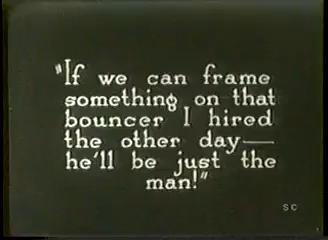 "If we can frame
something on that
bouncer I hired
the other day—
he'll be just the
man!"
SC